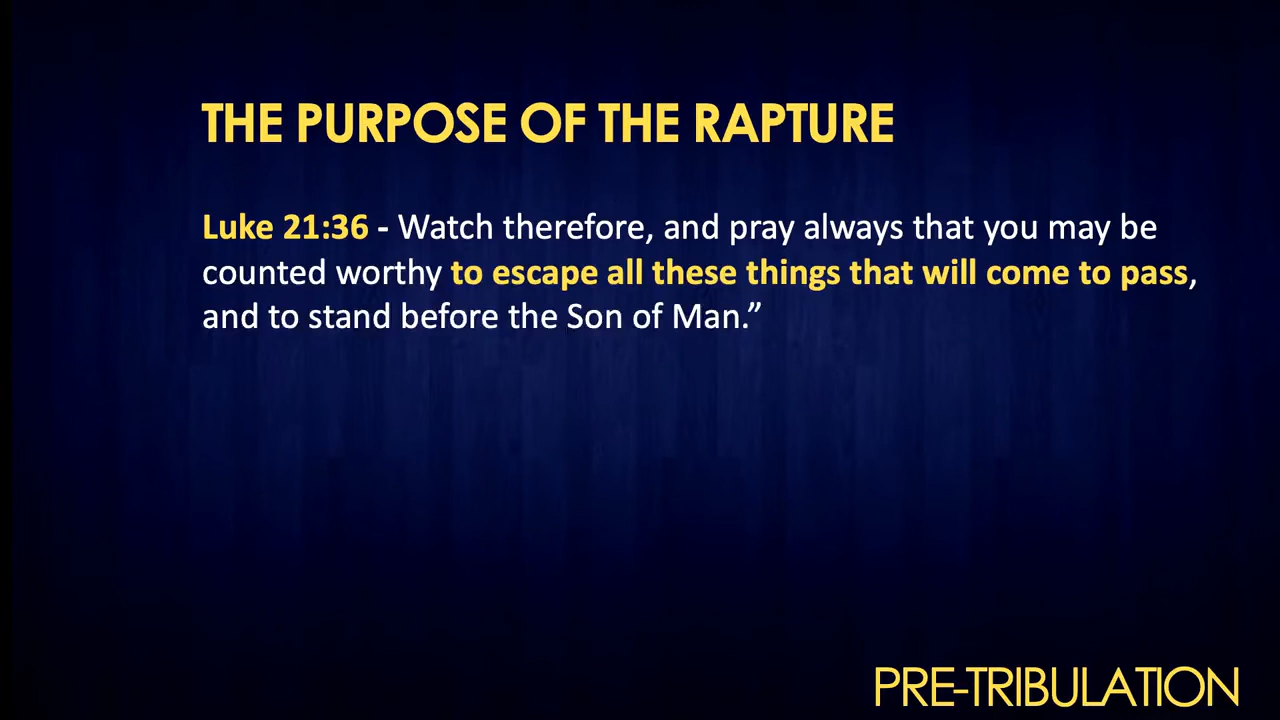 THE PURPOSE OF THE RAPTURE
Luke 21:36 - Watch therefore, and pray always that you may be
counted worthy to escape all these things that will come to pass,
and to stand before the Son of Man.”
PRE-TRIBULATION